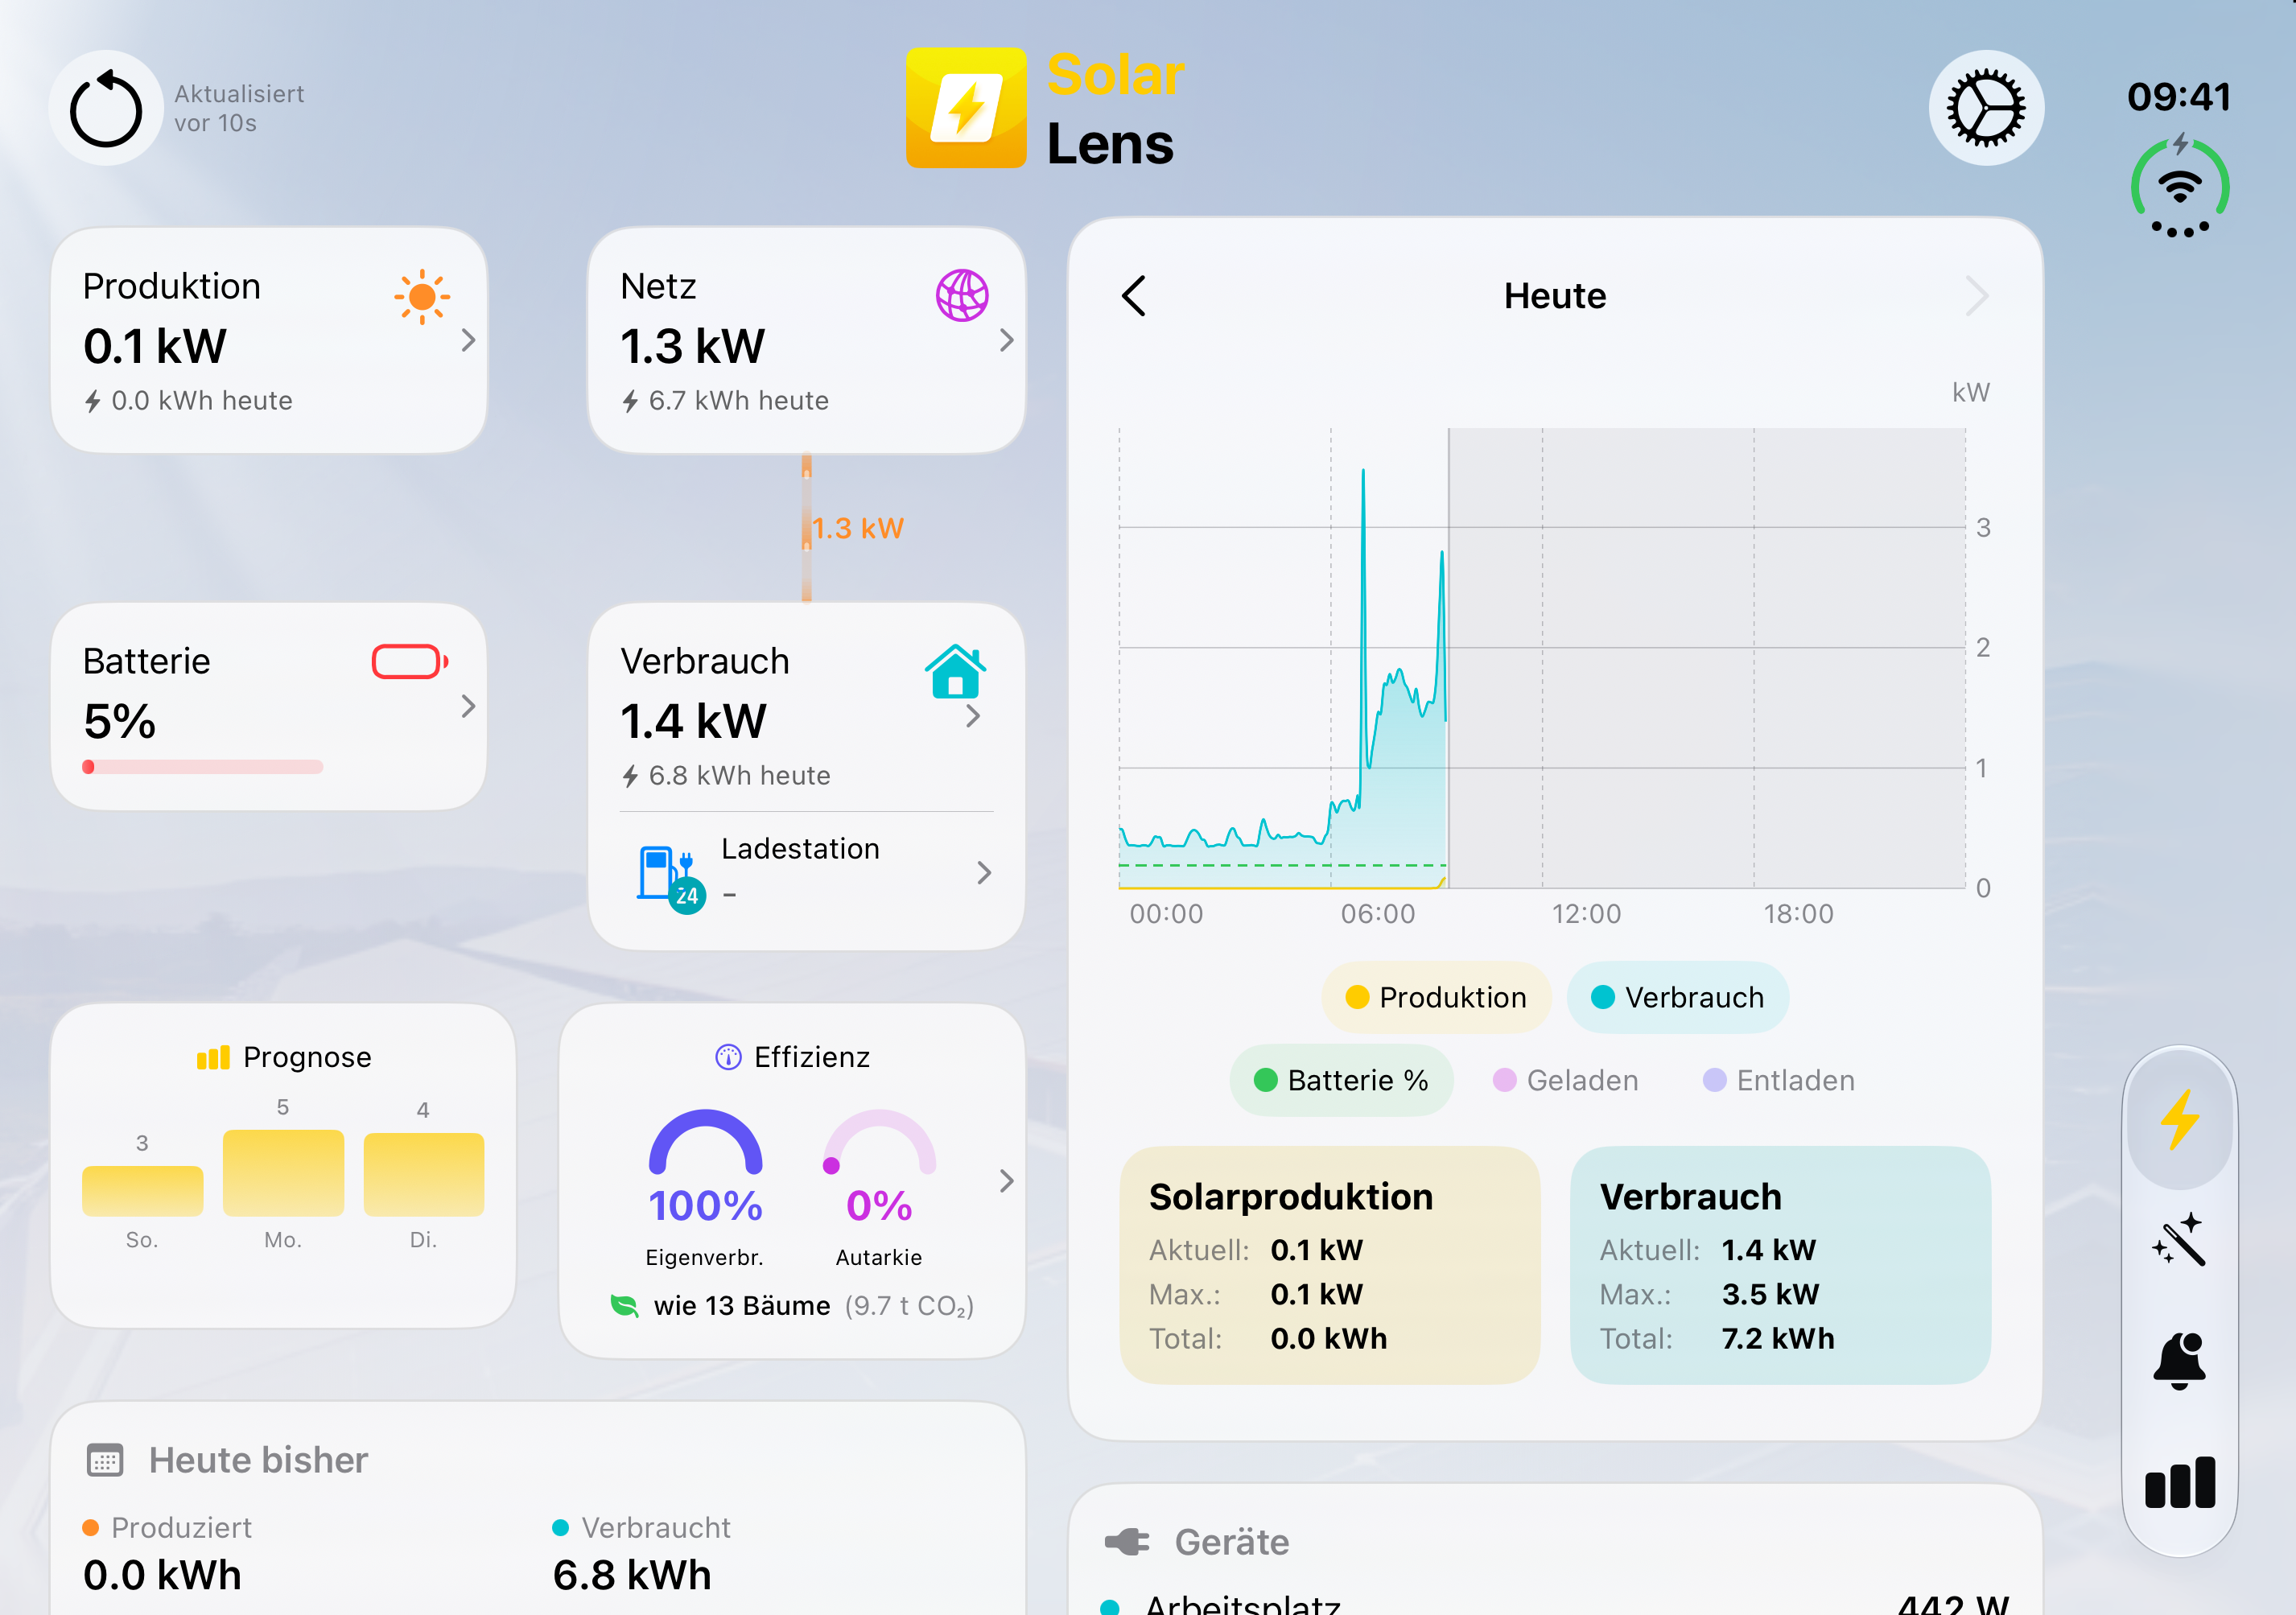 Aktualisiert
vor 10s
Solar
Lens
09:41
Produktion
0.1 kW
0.0 kWh heute
Netz
1.3 kW
6.7 kWh heute
1.3 kW
Batterie
5%
Verbrauch
1.4 kW
6.8 kWh heute
Ladestation
24
-
Prognose
3
5
4
So.
Mo.
Di.
Effizienz
100%
0%
Eigenverbr.
Autarkie
wie 13 Bäume (9.7 t CO₂)
Heute bisher
Produziert
Verbraucht
0.0 kWh
6.8 kWh
Heute
kW
3
2
1
0
00:00
06:00
12:00
18:00
Produktion
Verbrauch
Batterie %
Geladen
Entladen
Solarproduktion
Aktuell: 0.1 kW
Max.: 0.1 kW
Total: 0.0 kWh
Verbrauch
Aktuell: 1.4 kW
Max.: 3.5 kW
Total: 7.2 kWh
Geräte
Arbeitsplatz
442 W